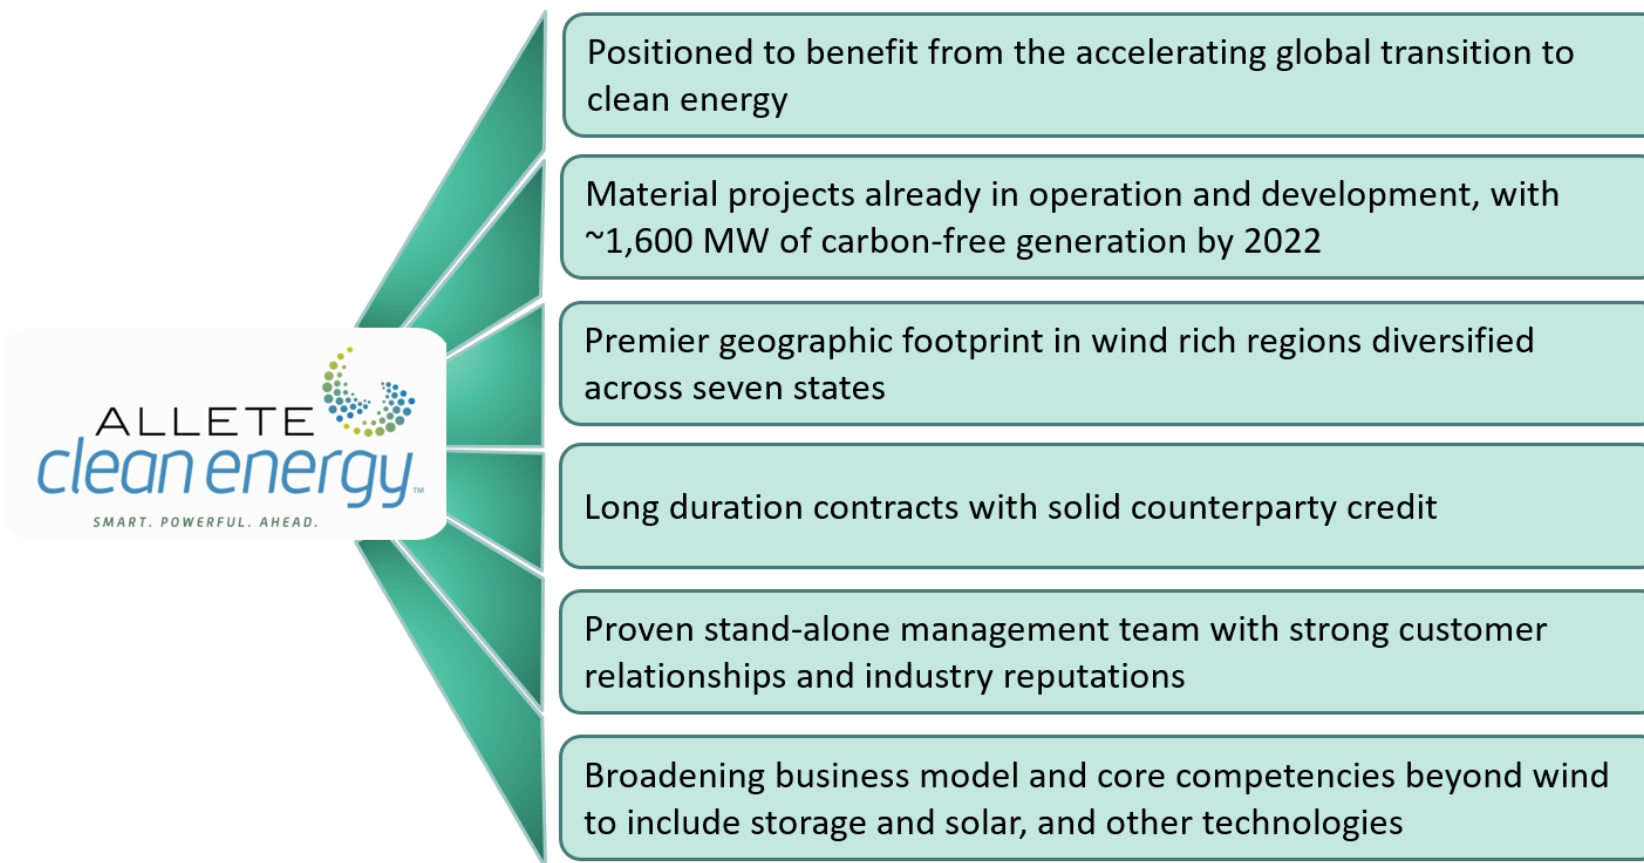 Positioned to benefit from the accelerating global transition to
clean energy
Material projects already in operation and development, with
~1,600 MW of carbon-free generation by 2022
Premier geographic footprint in wind rich regions diversified
across seven states
ALLETE
clean energy™
SMART. POWERFUL. AHEAD.
Long duration contracts with solid counterparty credit
Proven stand-alone management team with strong customer
relationships and industry reputations
Broadening business model and core competencies beyond wind
to include storage and solar, and other technologies